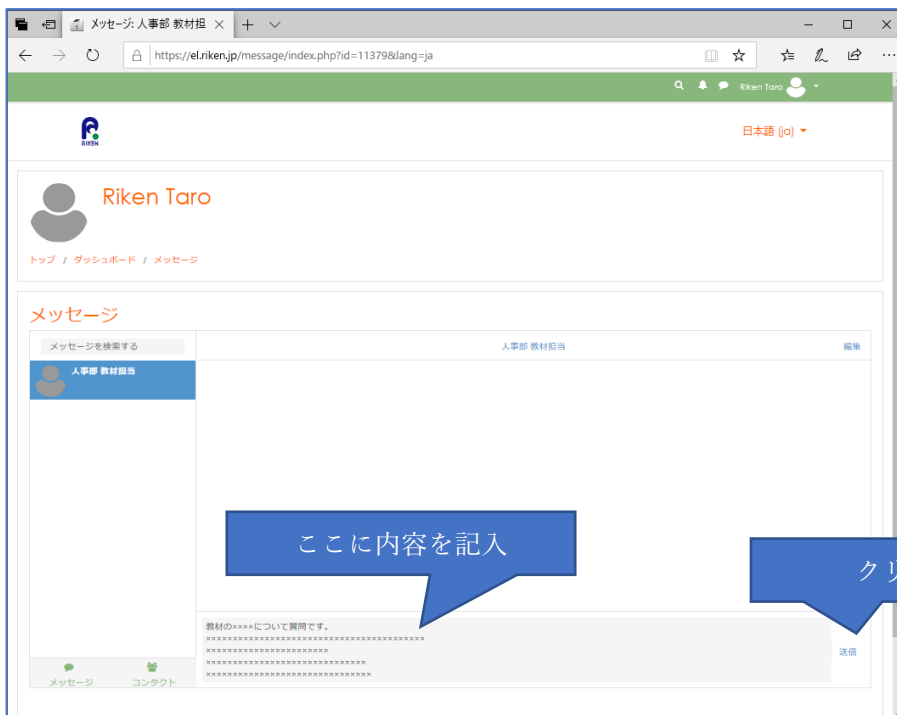 メッセージ: 人事部 教材担
https://el.riken.jp/message/index.php?id=11379&lang=ja
Riken Taro
RIKEN
日本語 (ja)
Riken Taro
トップ / ダッシュボード / メッセージ
メッセージ
メッセージを検索する
人事部 教材担当
編集
人事部 教材担当
ここに内容を記入
クリ
教材の××××について質問です。
×××××××××××××××××××××××××××××××××××××××××
×××××××××××××××××××××××
××××××××××××××××××××××××××××××
×××××××××××××××××××××××××××××××
送信
メッセージ
コンタクト